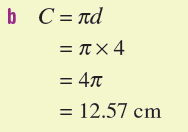 b C = πd
= π × 4
= 4π
= 12.57 cm